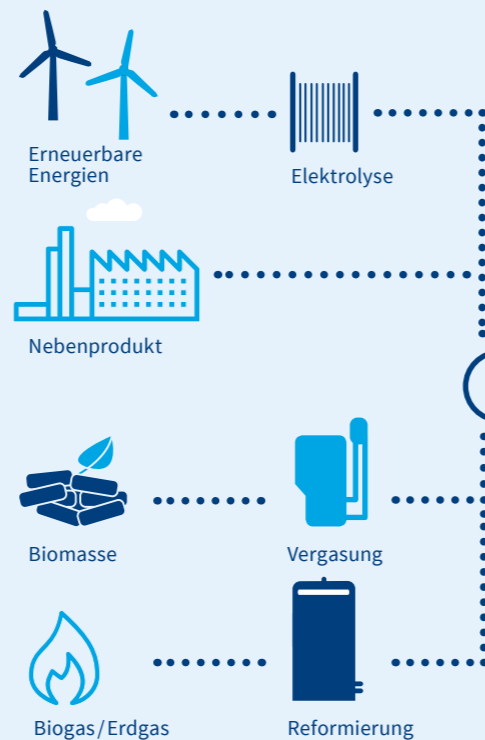 Erneuerbare
Energien
Elektrolyse
Nebenprodukt
Biomasse
Vergasung
Biogas/Erdgas
Reformierung